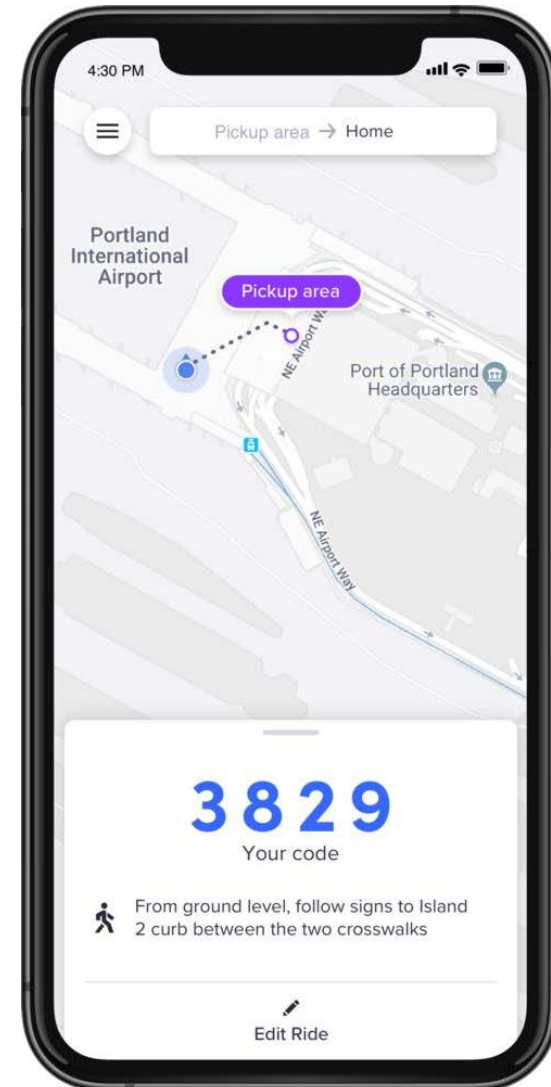 4:30 PM
Pickup area → Home
Portland
International
Airport
Pickup area
NE Airport
Port of Portland
Headquarters
NE Airport Way
3829
Your code
From ground level, follow signs to Island
2 curb between the two crosswalks
Edit Ride